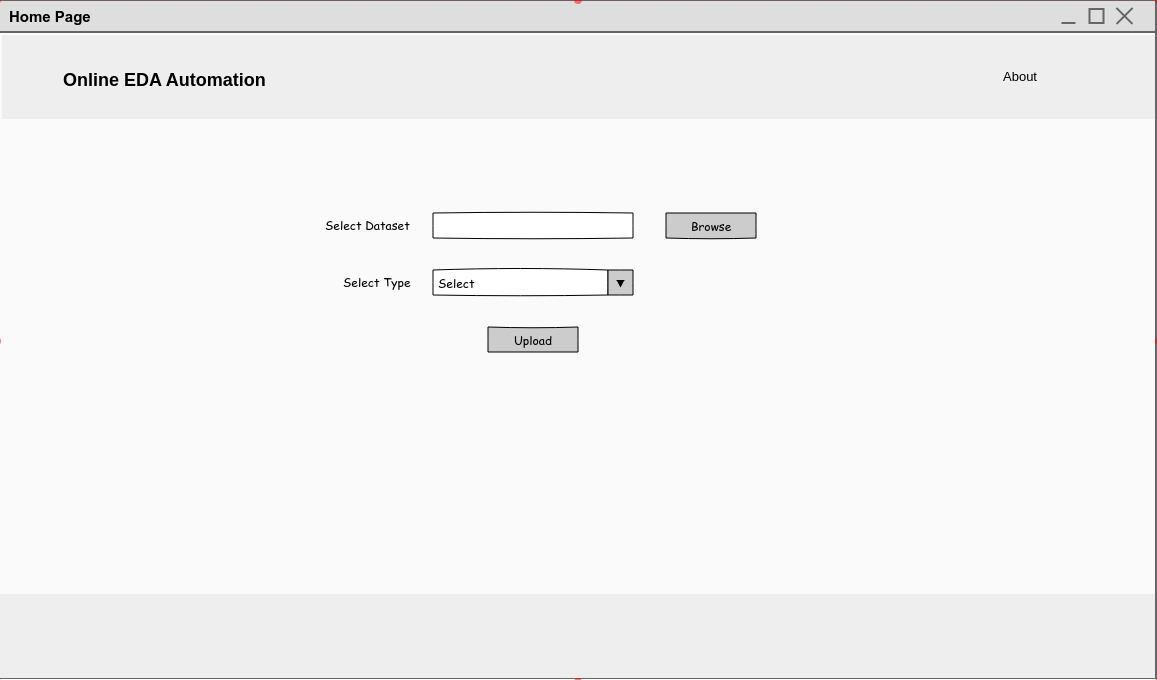 Home Page
Online EDA Automation
About
Select Dataset
Browse
Select Type
Select
Upload